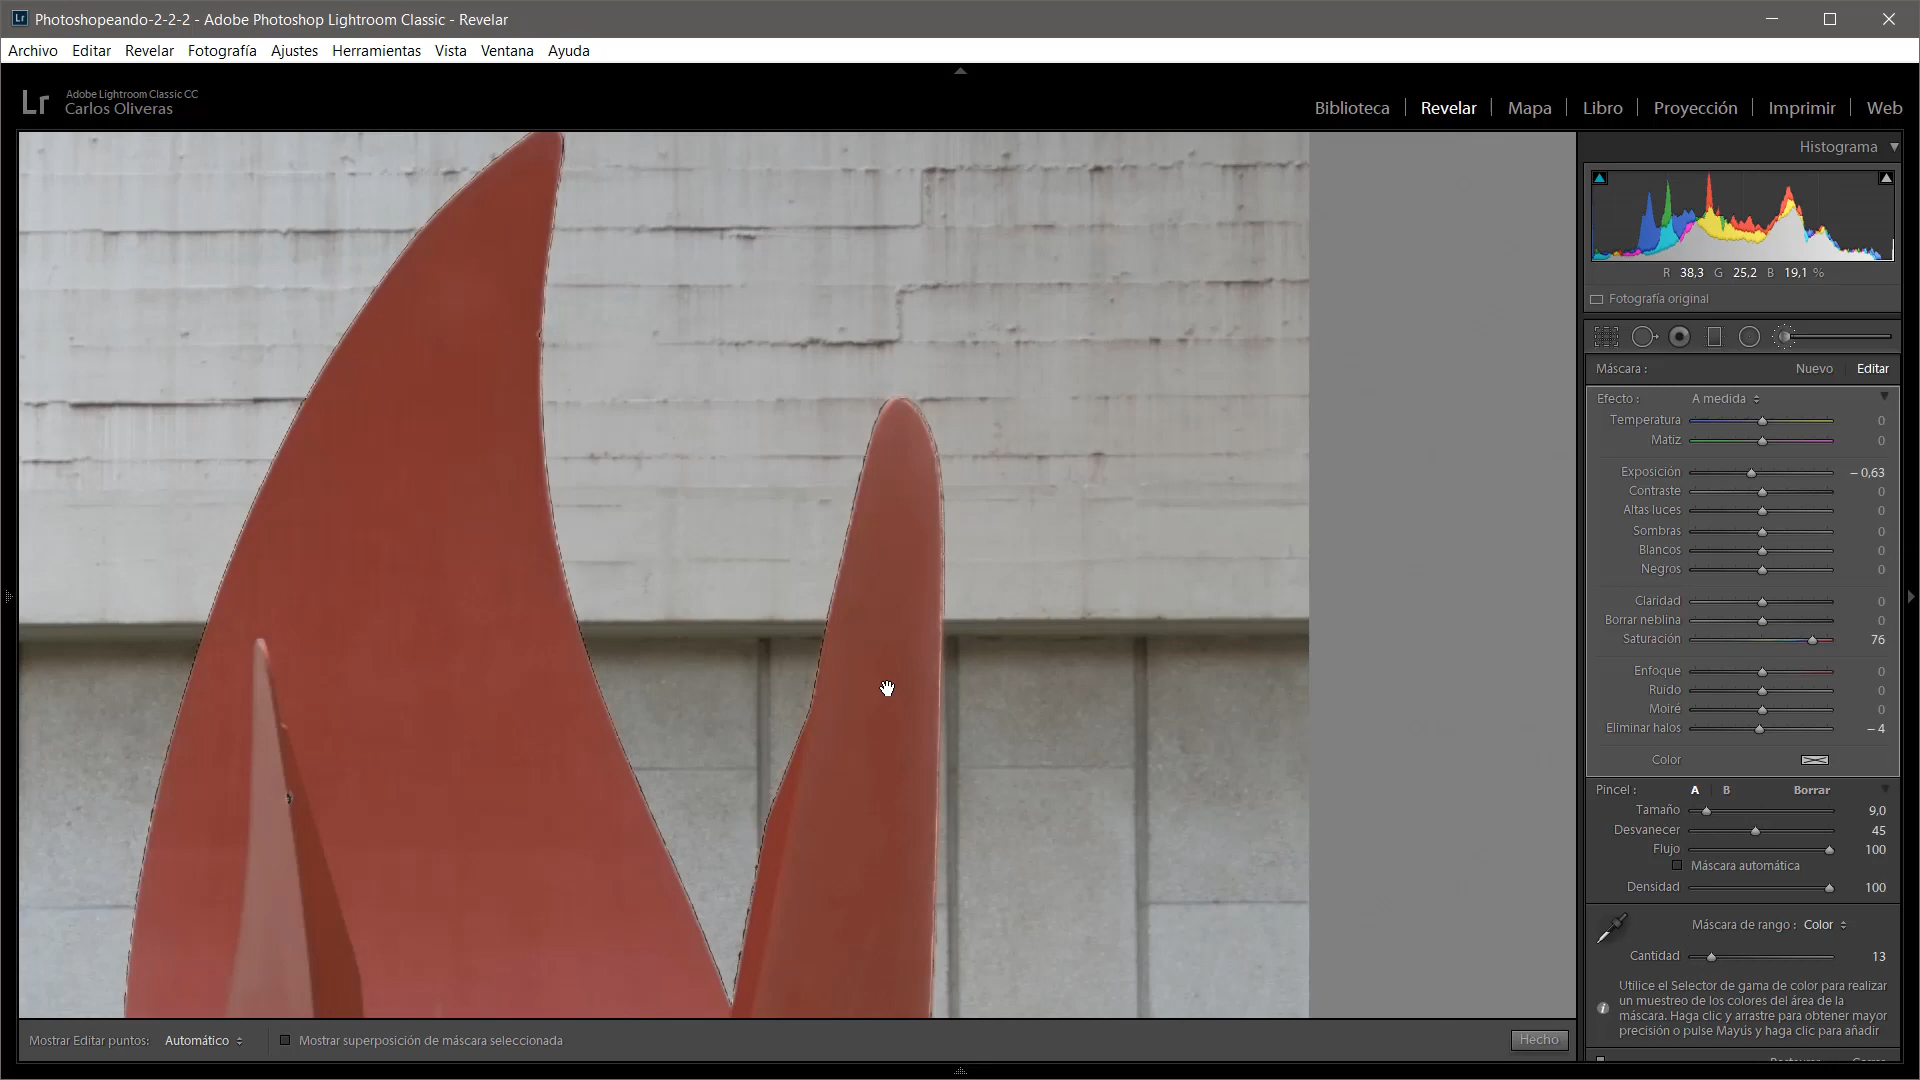 Lr Photoshopeando-2-2-2 - Adobe Photoshop Lightroom Classic - Revelar
Archivo Editar Revelar Fotografía Ajustes Herramientas Vista Ventana Ayuda
Lr Adobe Lightroom Classic CC
Carlos Oliveras
Biblioteca Revelar Mapa Libro Proyección Imprimir Web
Histograma
R 38,3 G 25,2 B 19,1 %
Fotografía original
Máscara : Nuevo Editar
Efecto : A medida
Temperatura 0
Matiz 0
Exposición – 0,63
Contraste 0
Altas luces 0
Sombras 0
Blancos 0
Negros 0
Claridad 0
Borrar neblina 0
Saturación 76
Enfoque 0
Ruido 0
Moiré 0
Eliminar halos – 4
Color
Pincel : A B Borrar
Tamaño 9,0
Desvanecer 45
Flujo 100
Máscara automática
Densidad 100
Máscara de rango : Color
Cantidad 13
Utilice el Selector de gama de color para realizar
un muestreo de los colores del área de la
máscara. Haga clic y arrastre para obtener mayor
precisión o pulse Mayús y haga clic para añadir
Mostrar Editar puntos: Automático Mostrar superposición de máscara seleccionada Hecho